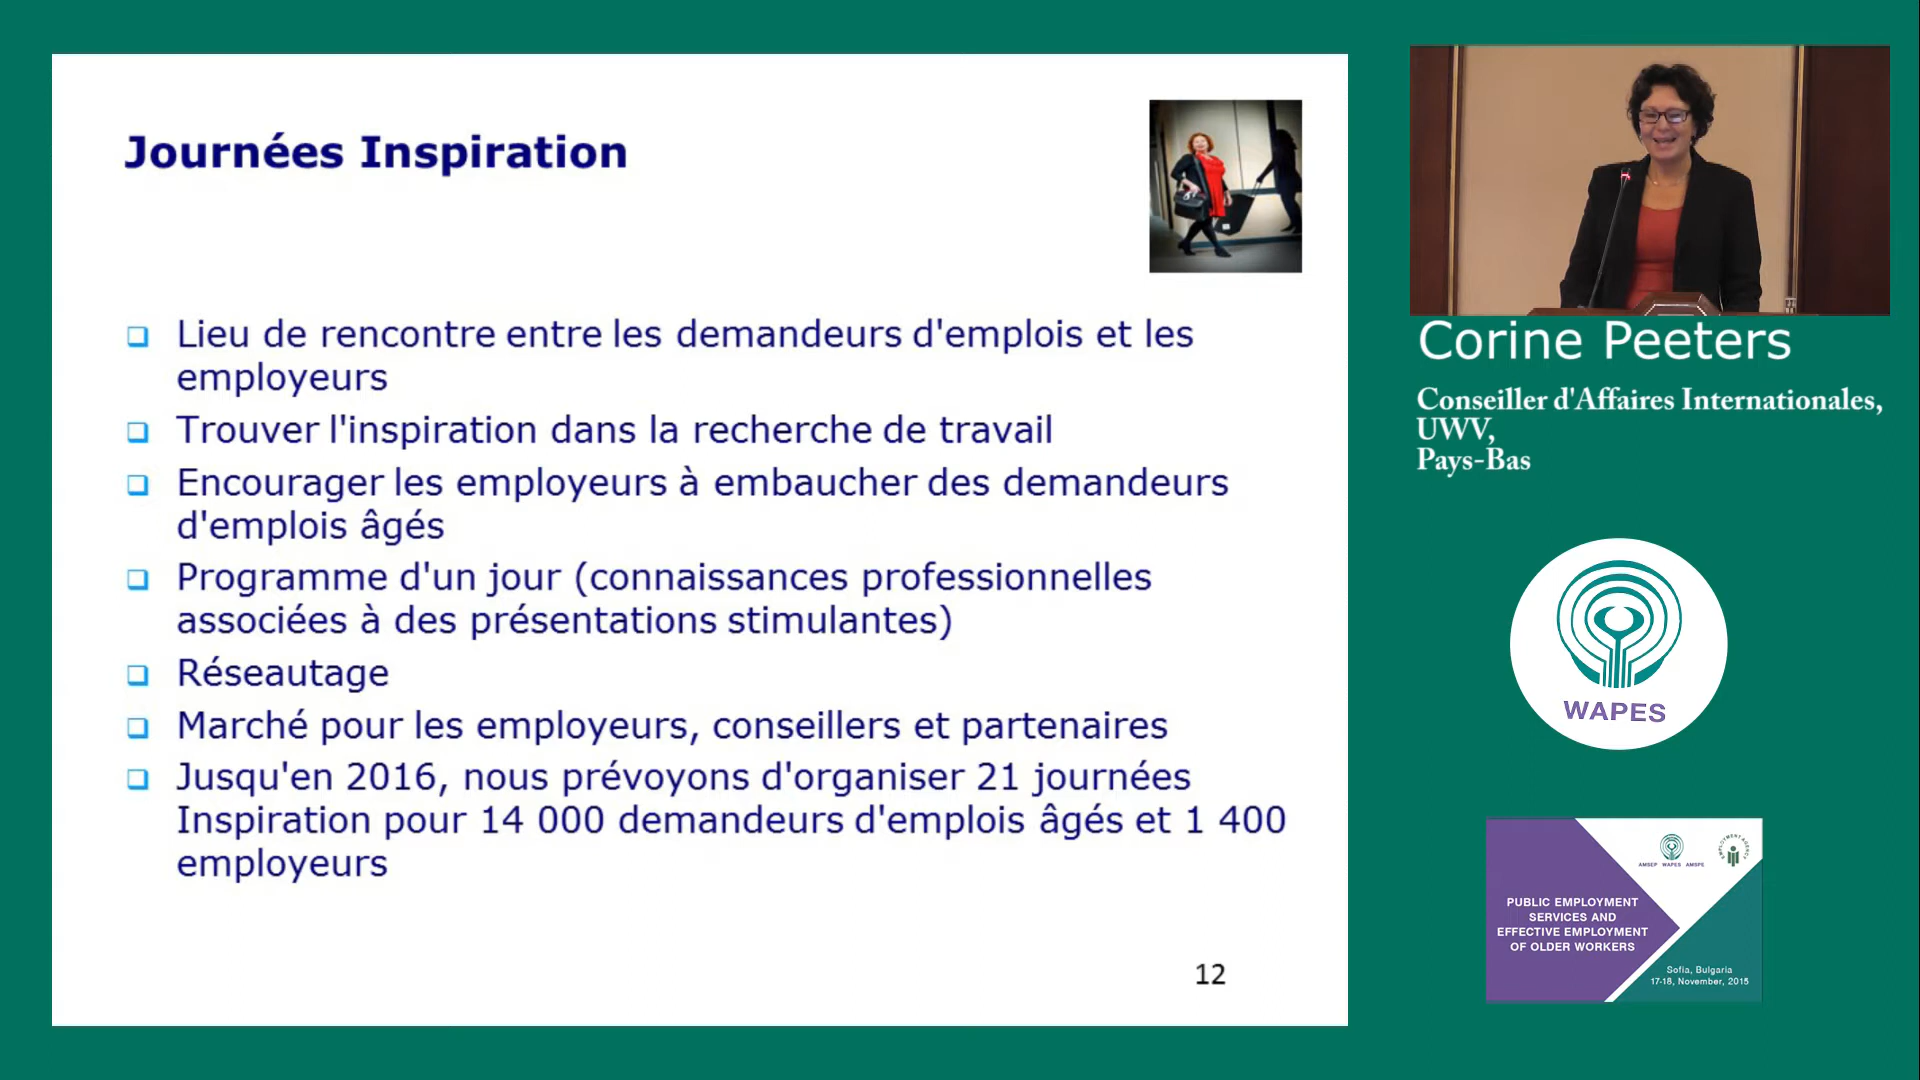 Journées Inspiration
Lieu de rencontre entre les demandeurs d'emplois et les
employeurs
Trouver l'inspiration dans la recherche de travail
Encourager les employeurs à embaucher des demandeurs
d'emplois âgés
Programme d'un jour (connaissances professionnelles
associées à des présentations stimulantes)
Réseautage
Marché pour les employeurs, conseillers et partenaires
Jusqu'en 2016, nous prévoyons d'organiser 21 journées
Inspiration pour 14 000 demandeurs d'emplois âgés et 1 400
employeurs
12
Corine Peeters
Conseiller d'Affaires Internationales,
UWV,
Pays-Bas
WAPES
AMSEP WAPES AMSPE
EMPLOYMENT AGENCY
PUBLIC EMPLOYMENT
SERVICES AND
EFFECTIVE EMPLOYMENT
OF OLDER WORKERS
Sofia, Bulgaria
17-18, November, 2015